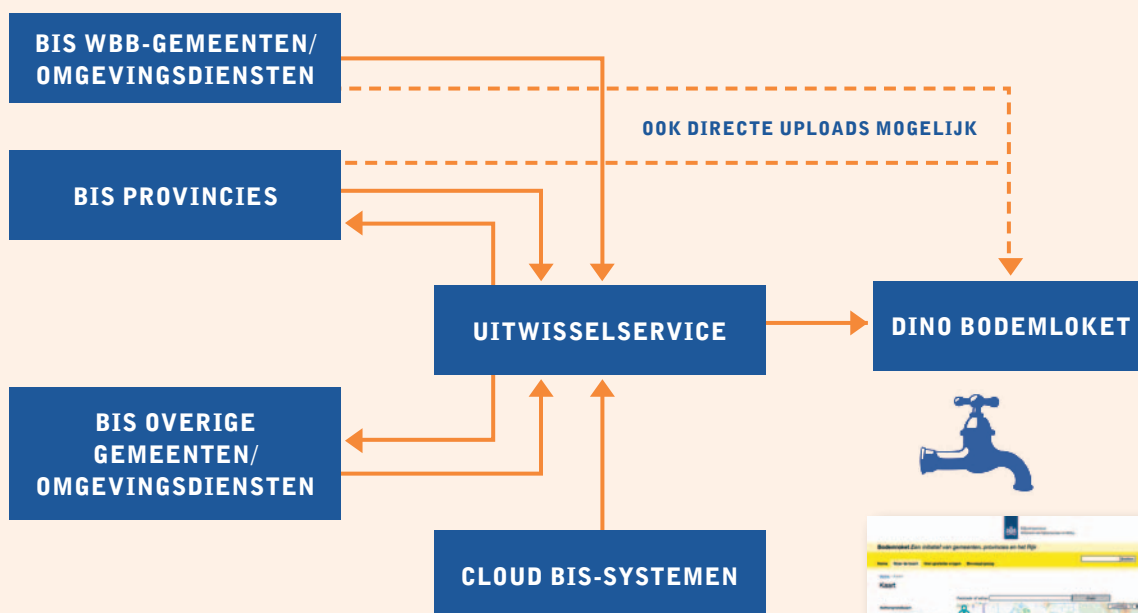 BIS WBB-GEMEENTEN/
OMGEVINGSDIENSTEN
OOK DIRECTE UPLOADS MOGELIJK
BIS PROVINCIES
UITWISSELSERVICE
DINO BODEMLOKET
BIS OVERIGE
GEMEENTEN/
OMGEVINGSDIENSTEN
CLOUD BIS-SYSTEMEN
Kaart